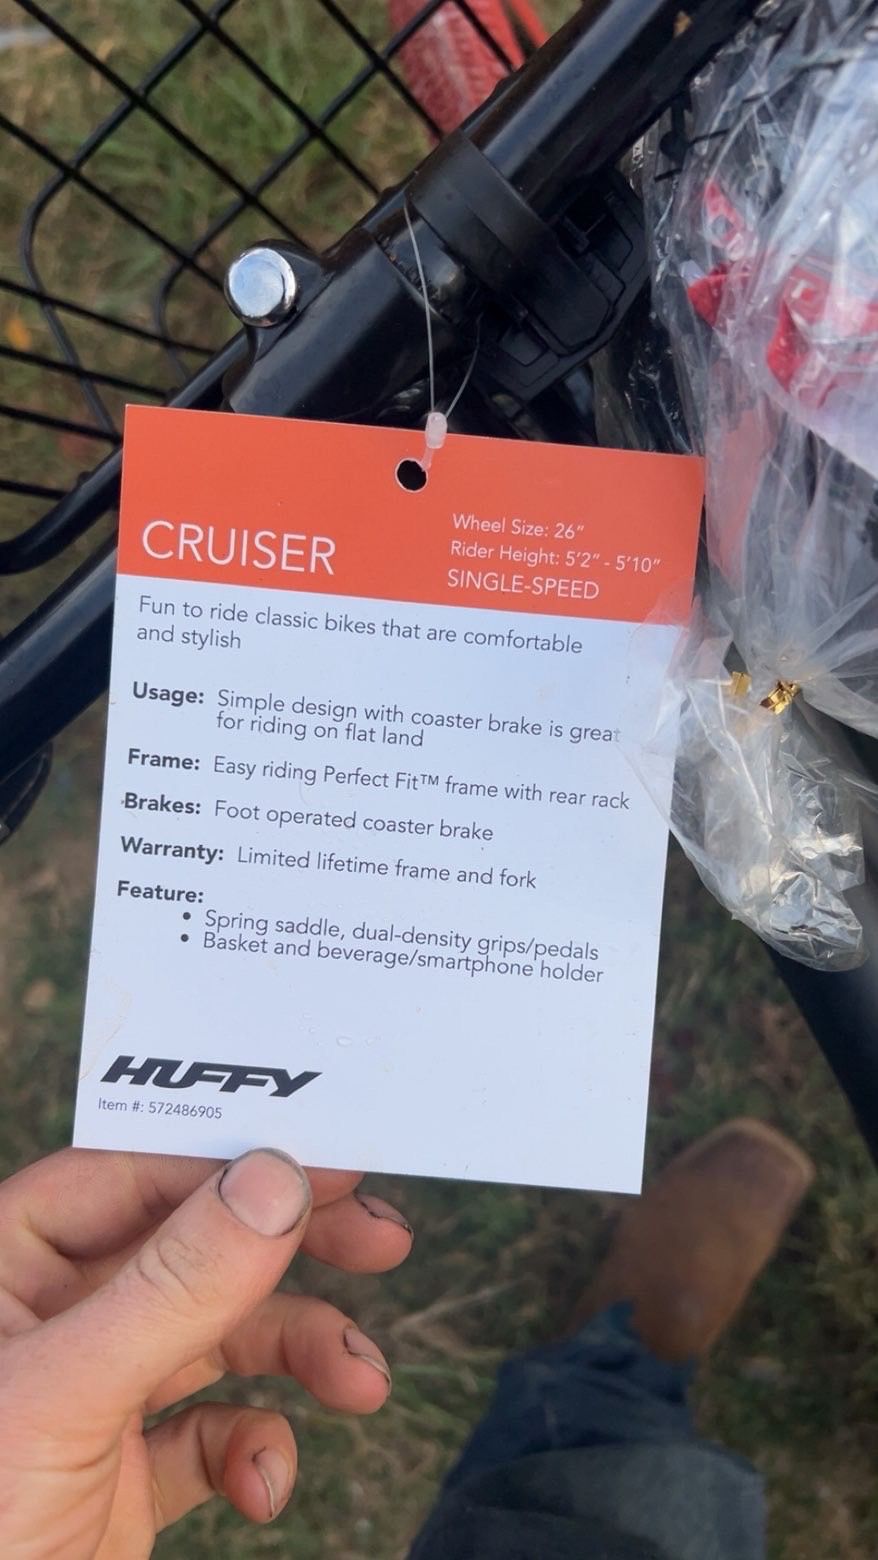 CRUISER
Wheel Size: 26”
Rider Height: 5’2” - 5’10”
SINGLE-SPEED
Fun to ride classic bikes that are comfortable
and stylish
Usage: Simple design with coaster brake is great
for riding on flat land
Frame: Easy riding Perfect Fit™ frame with rear rack
Brakes: Foot operated coaster brake
Warranty: Limited lifetime frame and fork
Feature:
• Spring saddle, dual-density grips/pedals
• Basket and beverage/smartphone holder
HUFFY
Item #: 572486905